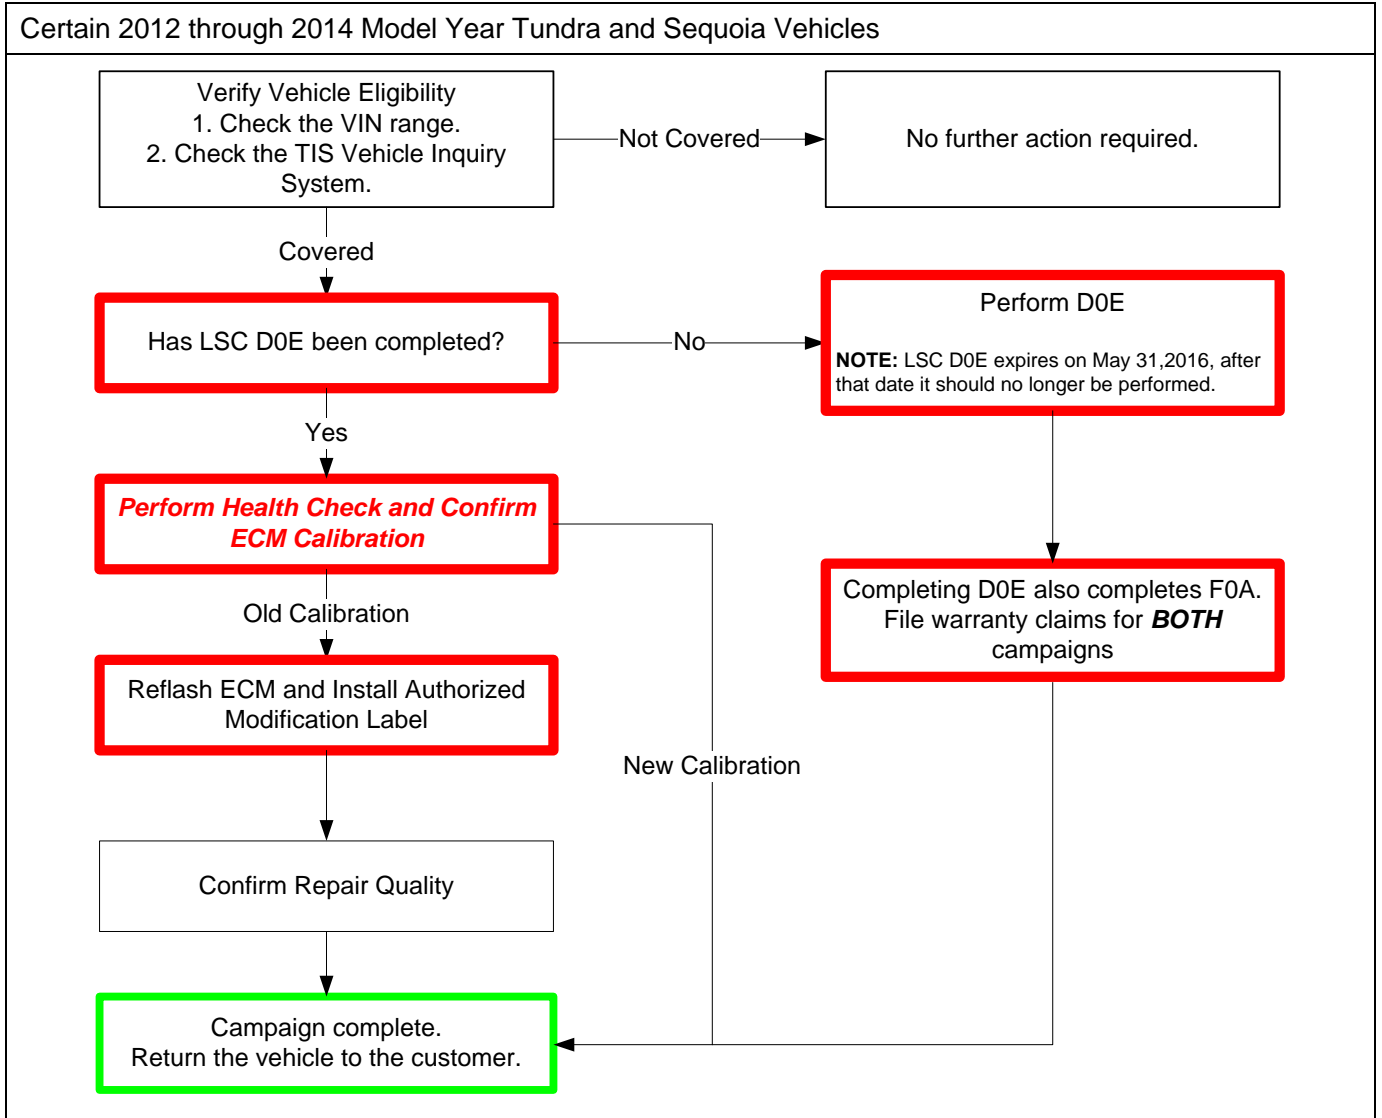 Certain 2012 through 2014 Model Year Tundra and Sequoia Vehicles
Verify Vehicle Eligibility
1. Check the VIN range.
2. Check the TIS Vehicle Inquiry
System.
Not Covered
No further action required.
Covered
Has LSC D0E been completed?
No
Perform D0E
NOTE: LSC D0E expires on May 31,2016, after
that date it should no longer be performed.
Yes
Perform Health Check and Confirm
ECM Calibration
Completing D0E also completes F0A.
File warranty claims for BOTH
campaigns
Old Calibration
Reflash ECM and Install Authorized
Modification Label
New Calibration
Confirm Repair Quality
Campaign complete.
Return the vehicle to the customer.